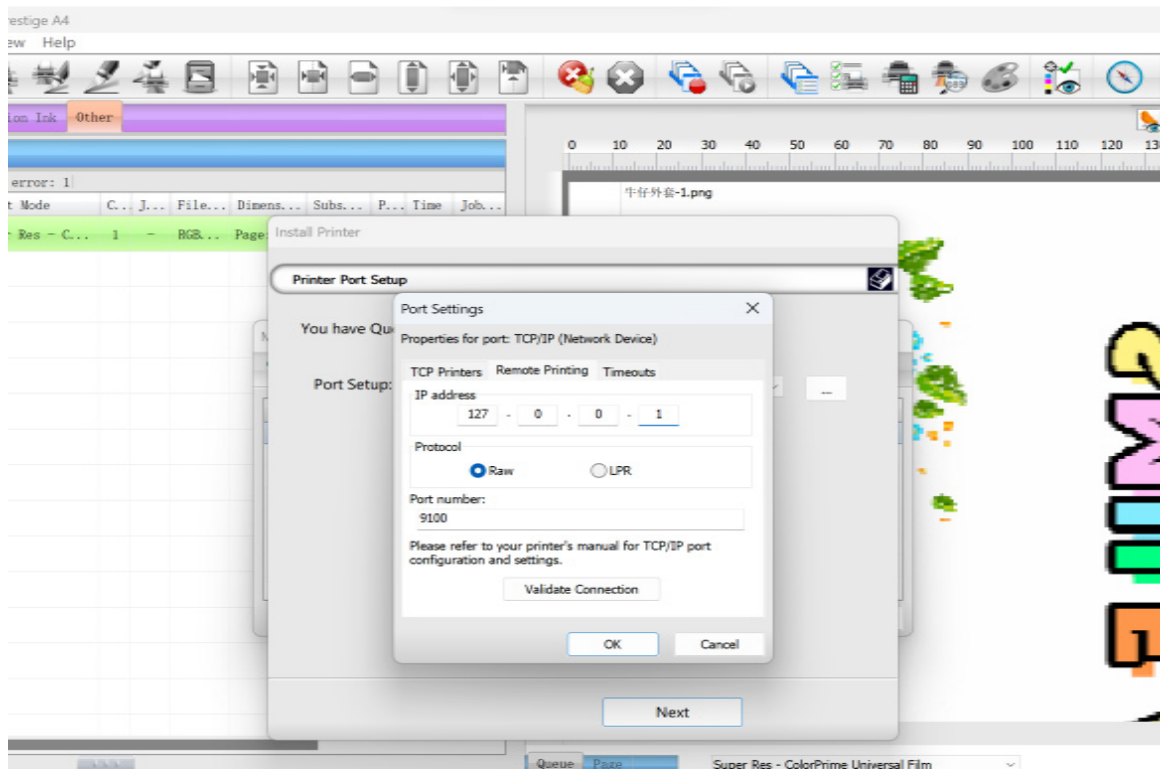 restige A4
ew Help
ion Ink Other
error: 1
t Mode C... J... File... Dimens... Subs... P... Time Job...
Res - C... 1 - RGB... Page:
0 10 20 30 40 50 60 70 80 90 100 110 120 13
牛仔外套-1.png
Install Printer
Printer Port Setup
You have Qu
Port Setup:
...
Port Settings
Properties for port: TCP/IP (Network Device)
TCP Printers Remote Printing Timeouts
IP address
127 . 0 . 0 . 1
Protocol
Raw LPR
Port number:
9100
Please refer to your printer's manual for TCP/IP port
configuration and settings.
Validate Connection
OK Cancel
Next
Queue Page Super Res - ColorPrime Universal Film